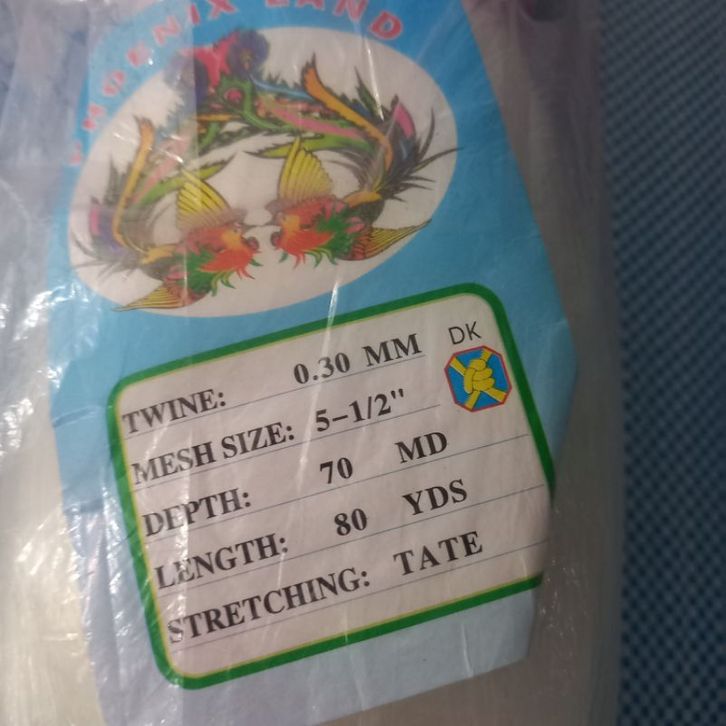 PHOENIX LAND
DK
TWINE: 0.30 MM
MESH SIZE: 5-1/2"
DEPTH: 70 MD
LENGTH: 80 YDS
STRETCHING: TATE